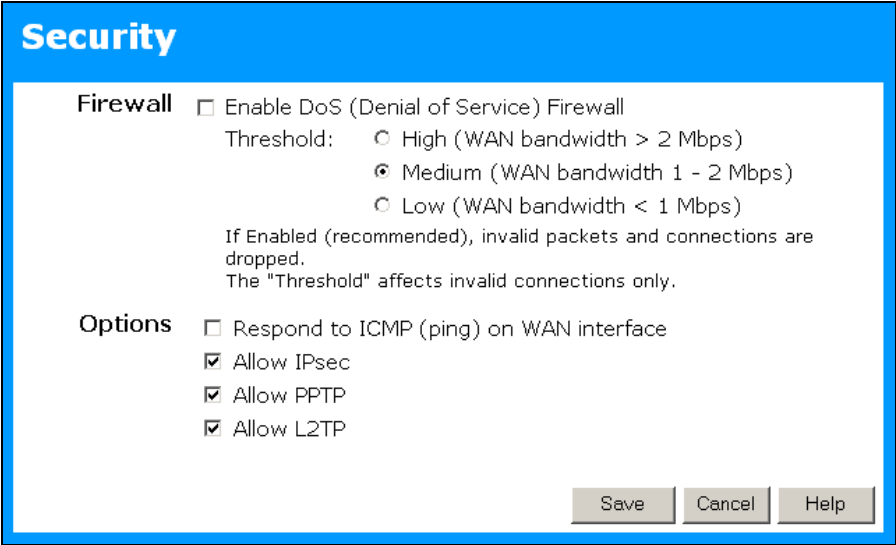 Security
Firewall Enable DoS (Denial of Service) Firewall
Threshold: High (WAN bandwidth > 2 Mbps)
Medium (WAN bandwidth 1 - 2 Mbps)
Low (WAN bandwidth < 1 Mbps)
If Enabled (recommended), invalid packets and connections are
dropped.
The "Threshold" affects invalid connections only.
Options Respond to ICMP (ping) on WAN interface
Allow IPsec
Allow PPTP
Allow L2TP
Save Cancel Help